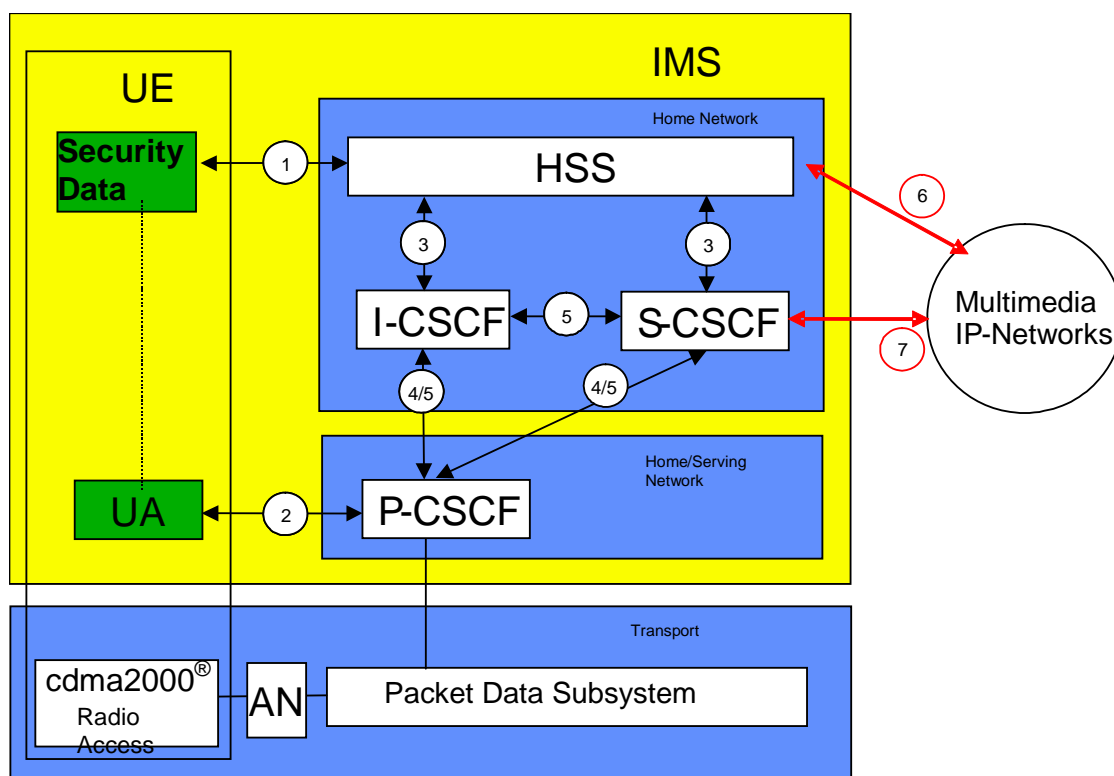 IMS
UE
Home Network
Security
Data
1
HSS
6
3
3
Multimedia
IP-Networks
I-CSCF
5
S-CSCF
7
4/5
4/5
Home/Serving
Network
UA
2
P-CSCF
Transport
cdma2000®
Radio
Access
AN
Packet Data Subsystem